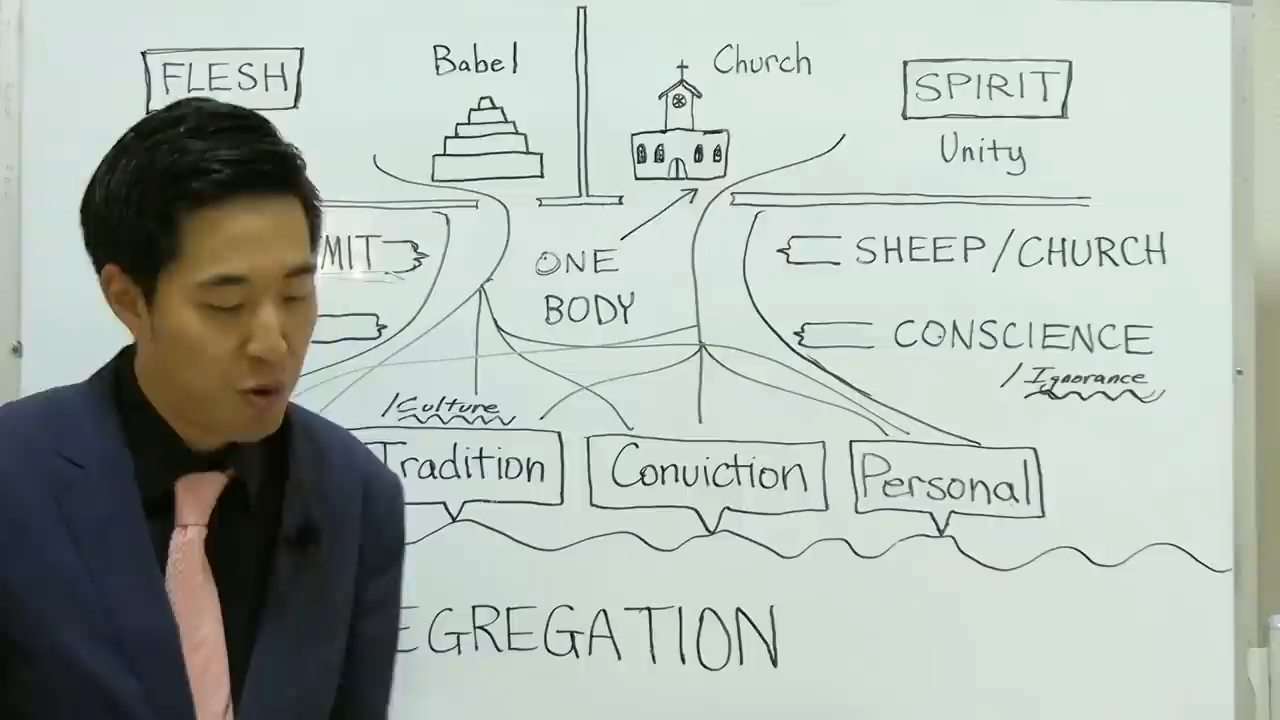 FLESH
Babel
Church
SPIRIT
Unity
MIT
ONE
BODY
SHEEP/CHURCH
CONSCIENCE
/Ignorance
/Culture
Tradition
Conviction
Personal
EGREGATION